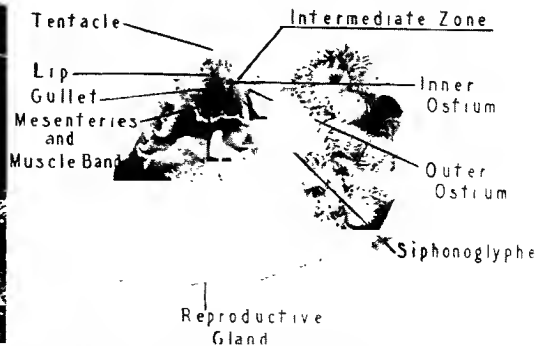 Tentacle
Intermediate Zone
Lip
Gullet
Mesenteries
and
Muscle Band
Inner
Ostium
Outer
Ostium
Siphonoglyphe
Reproductive
Gland